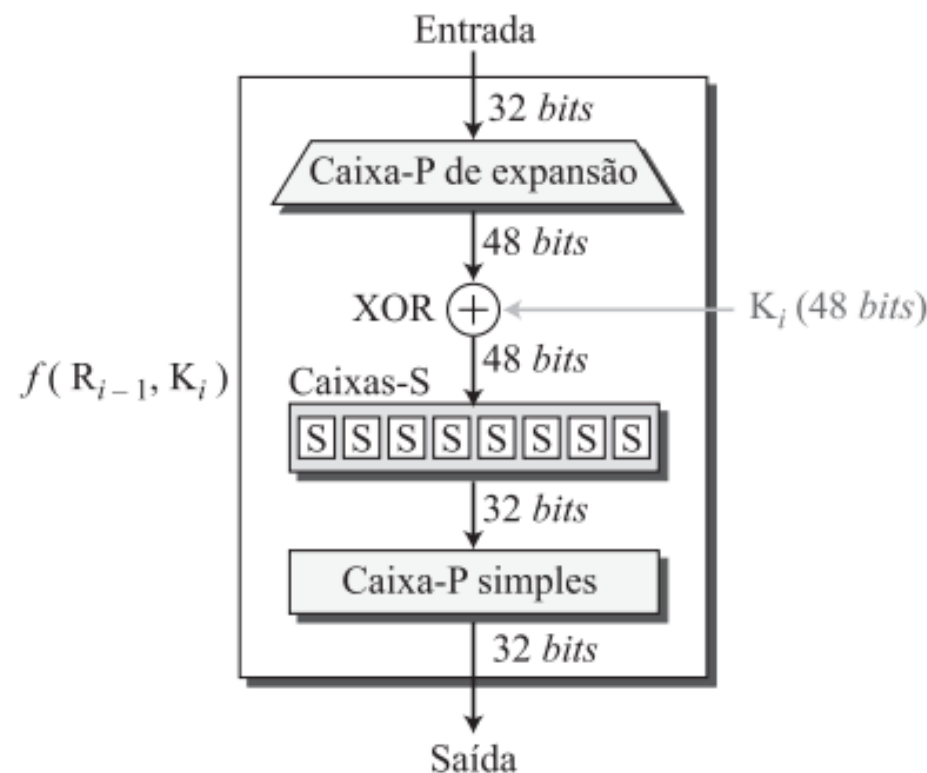 Entrada
32 bits
Caixa-P de expansão
48 bits
XOR + K_i (48 bits)
48 bits
f( R_{i – 1}, K_i )
Caixas-S
S S S S S S S S
32 bits
Caixa-P simples
32 bits
Saída